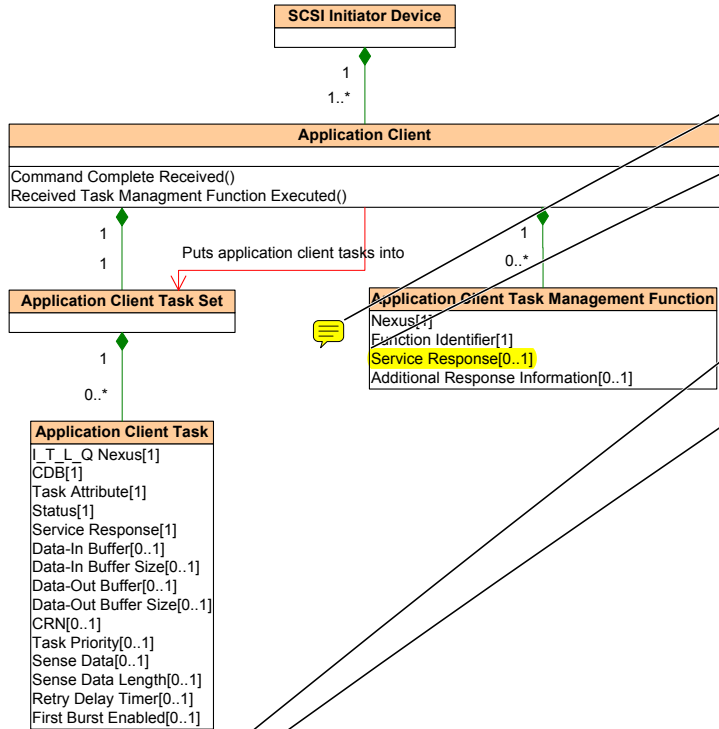 SCSI Initiator Device
1
1..*
Application Client
Command Complete Received()
Received Task Managment Function Executed()
1
1
Puts application client tasks into
1
0..*
Application Client Task Set
Application Client Task Management Function
Nexus[1]
Function Identifier[1]
Service Response[0..1]
Additional Response Information[0..1]
1
0..*
Application Client Task
I_T_L_Q Nexus[1]
CDB[1]
Task Attribute[1]
Status[1]
Service Response[1]
Data-In Buffer[0..1]
Data-In Buffer Size[0..1]
Data-Out Buffer[0..1]
Data-Out Buffer Size[0..1]
CRN[0..1]
Task Priority[0..1]
Sense Data[0..1]
Sense Data Length[0..1]
Retry Delay Timer[0..1]
First Burst Enabled[0..1]